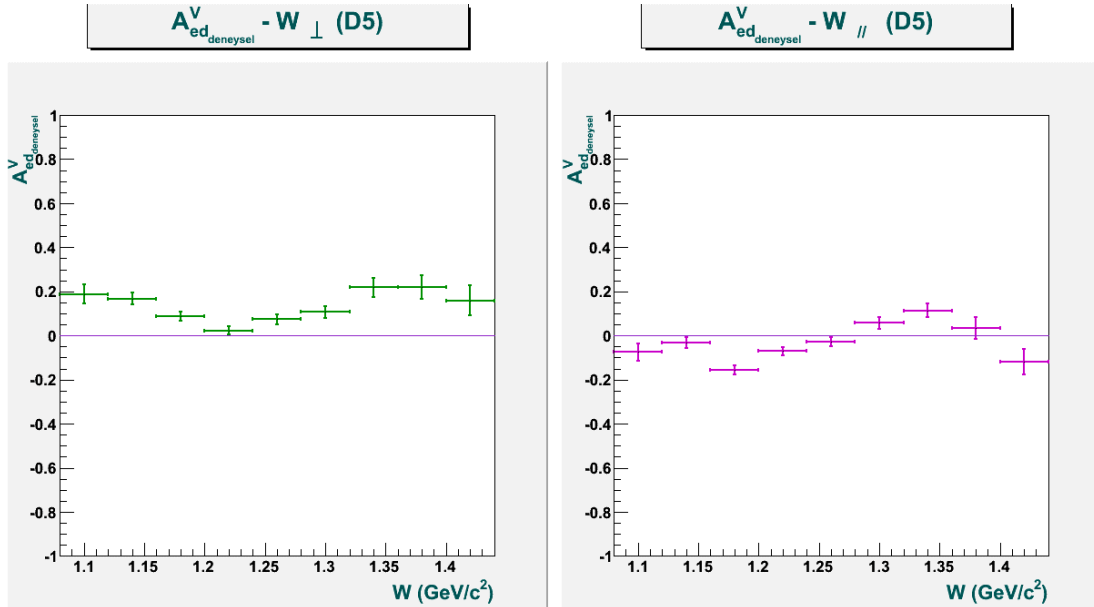 A^V_ed_deneysel - W ⊥ (D5)
A^V_ed_deneysel
1
0.8
0.6
0.4
0.2
0
-0.2
-0.4
-0.6
-0.8
-1
1.1 1.15 1.2 1.25 1.3 1.35 1.4
W (GeV/c²)
A^V_ed_deneysel - W // (D5)
A^V_ed_deneysel
1
0.8
0.6
0.4
0.2
0
-0.2
-0.4
-0.6
-0.8
-1
1.1 1.15 1.2 1.25 1.3 1.35 1.4
W (GeV/c²)